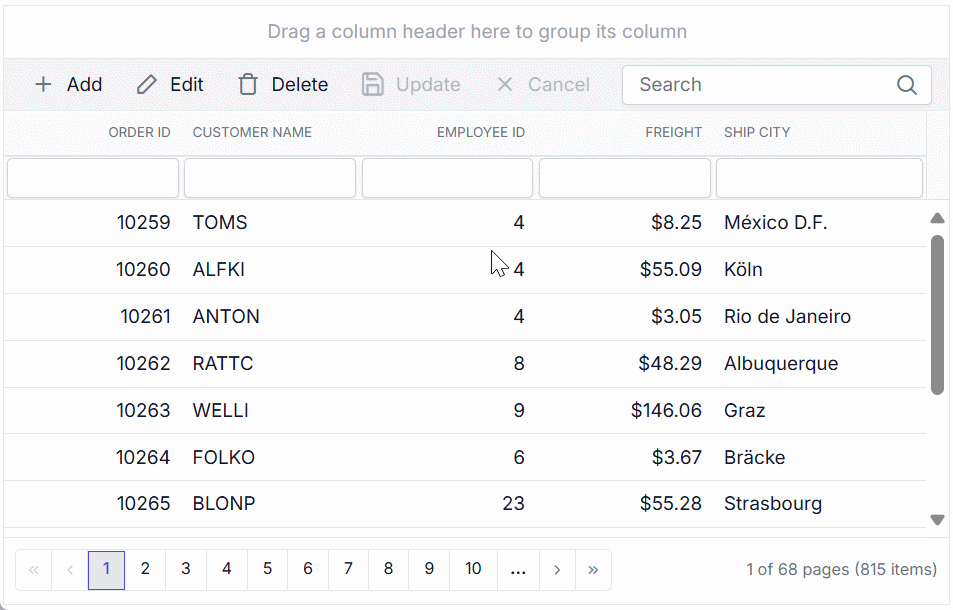 Drag a column header here to group its column
Add Edit Delete Update Cancel Search
ORDER ID CUSTOMER NAME EMPLOYEE ID FREIGHT SHIP CITY
10259 TOMS 4 $8.25 México D.F.
10260 ALFKI 4 $55.09 Köln
10261 ANTON 4 $3.05 Rio de Janeiro
10262 RATTC 8 $48.29 Albuquerque
10263 WELLI 9 $146.06 Graz
10264 FOLKO 6 $3.67 Bräcke
10265 BLONP 23 $55.28 Strasbourg
« ‹ 1 2 3 4 5 6 7 8 9 10 ... › » 1 of 68 pages (815 items)